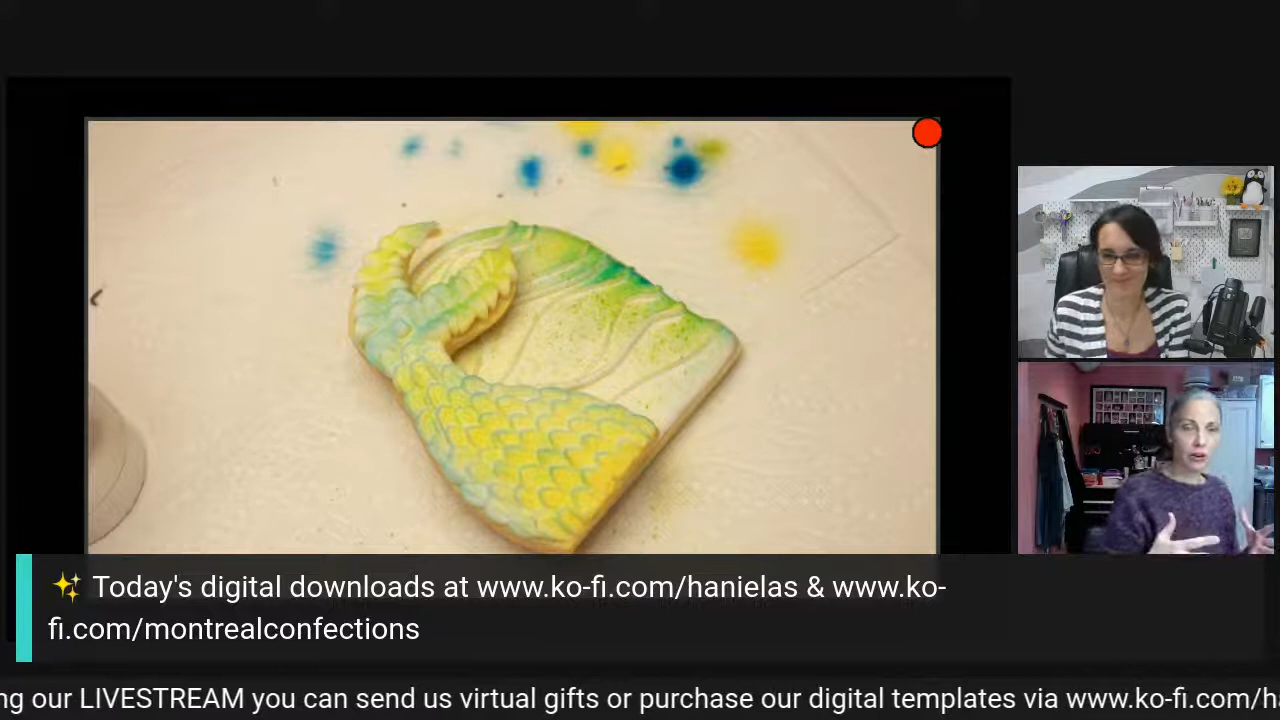 ✨ Today's digital downloads at www.ko-fi.com/hanielas & www.ko-
fi.com/montrealconfections
ng our LIVESTREAM you can send us virtual gifts or purchase our digital templates via www.ko-fi.com/h